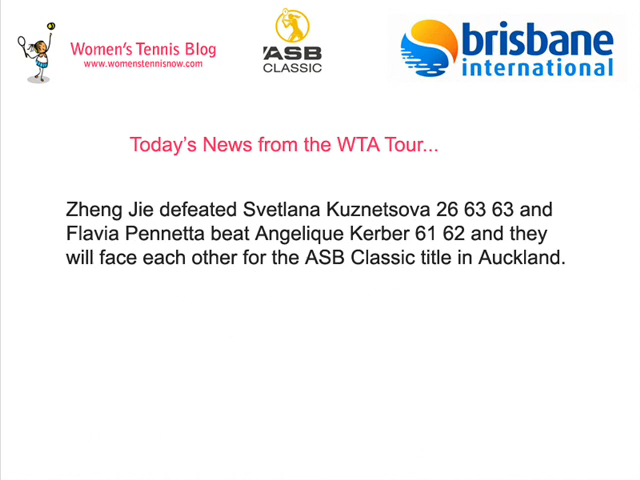 Women's Tennis Blog
www.womenstennisnow.com
ASB
CLASSIC
brisbane
international
Today's News from the WTA Tour...
Zheng Jie defeated Svetlana Kuznetsova 26 63 63 and
Flavia Pennetta beat Angelique Kerber 61 62 and they
will face each other for the ASB Classic title in Auckland.